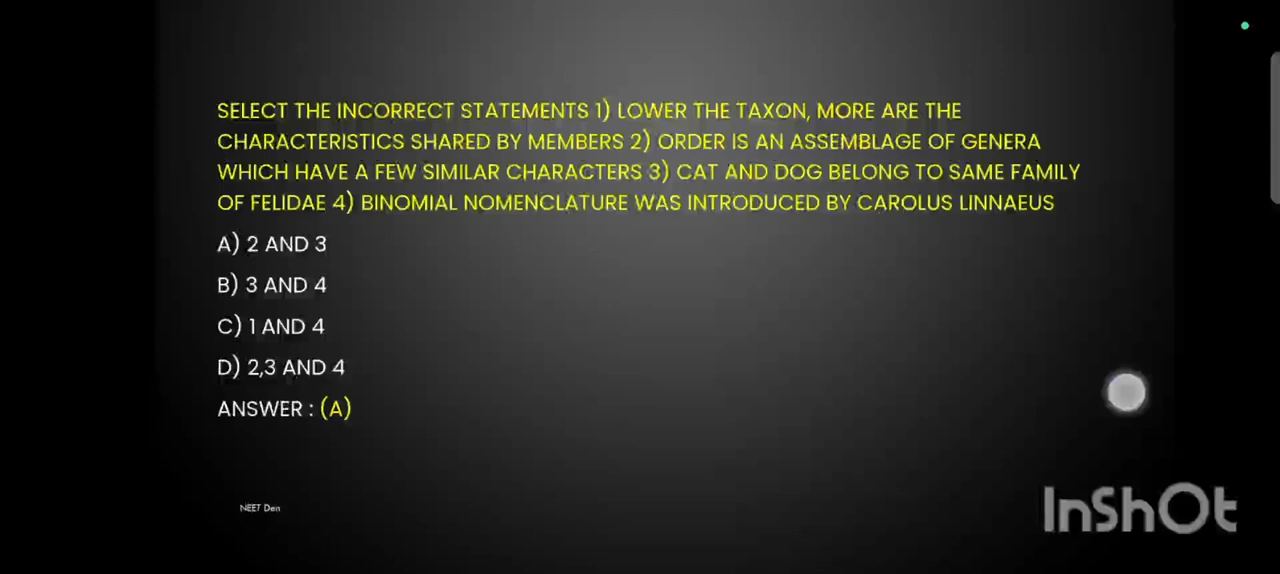 SELECT THE INCORRECT STATEMENTS 1) LOWER THE TAXON, MORE ARE THE
CHARACTERISTICS SHARED BY MEMBERS 2) ORDER IS AN ASSEMBLAGE OF GENERA
WHICH HAVE A FEW SIMILAR CHARACTERS 3) CAT AND DOG BELONG TO SAME FAMILY
OF FELIDAE 4) BINOMIAL NOMENCLATURE WAS INTRODUCED BY CAROLUS LINNAEUS
A) 2 AND 3
B) 3 AND 4
C) 1 AND 4
D) 2,3 AND 4
ANSWER : (A)
NEET Den
InShOt